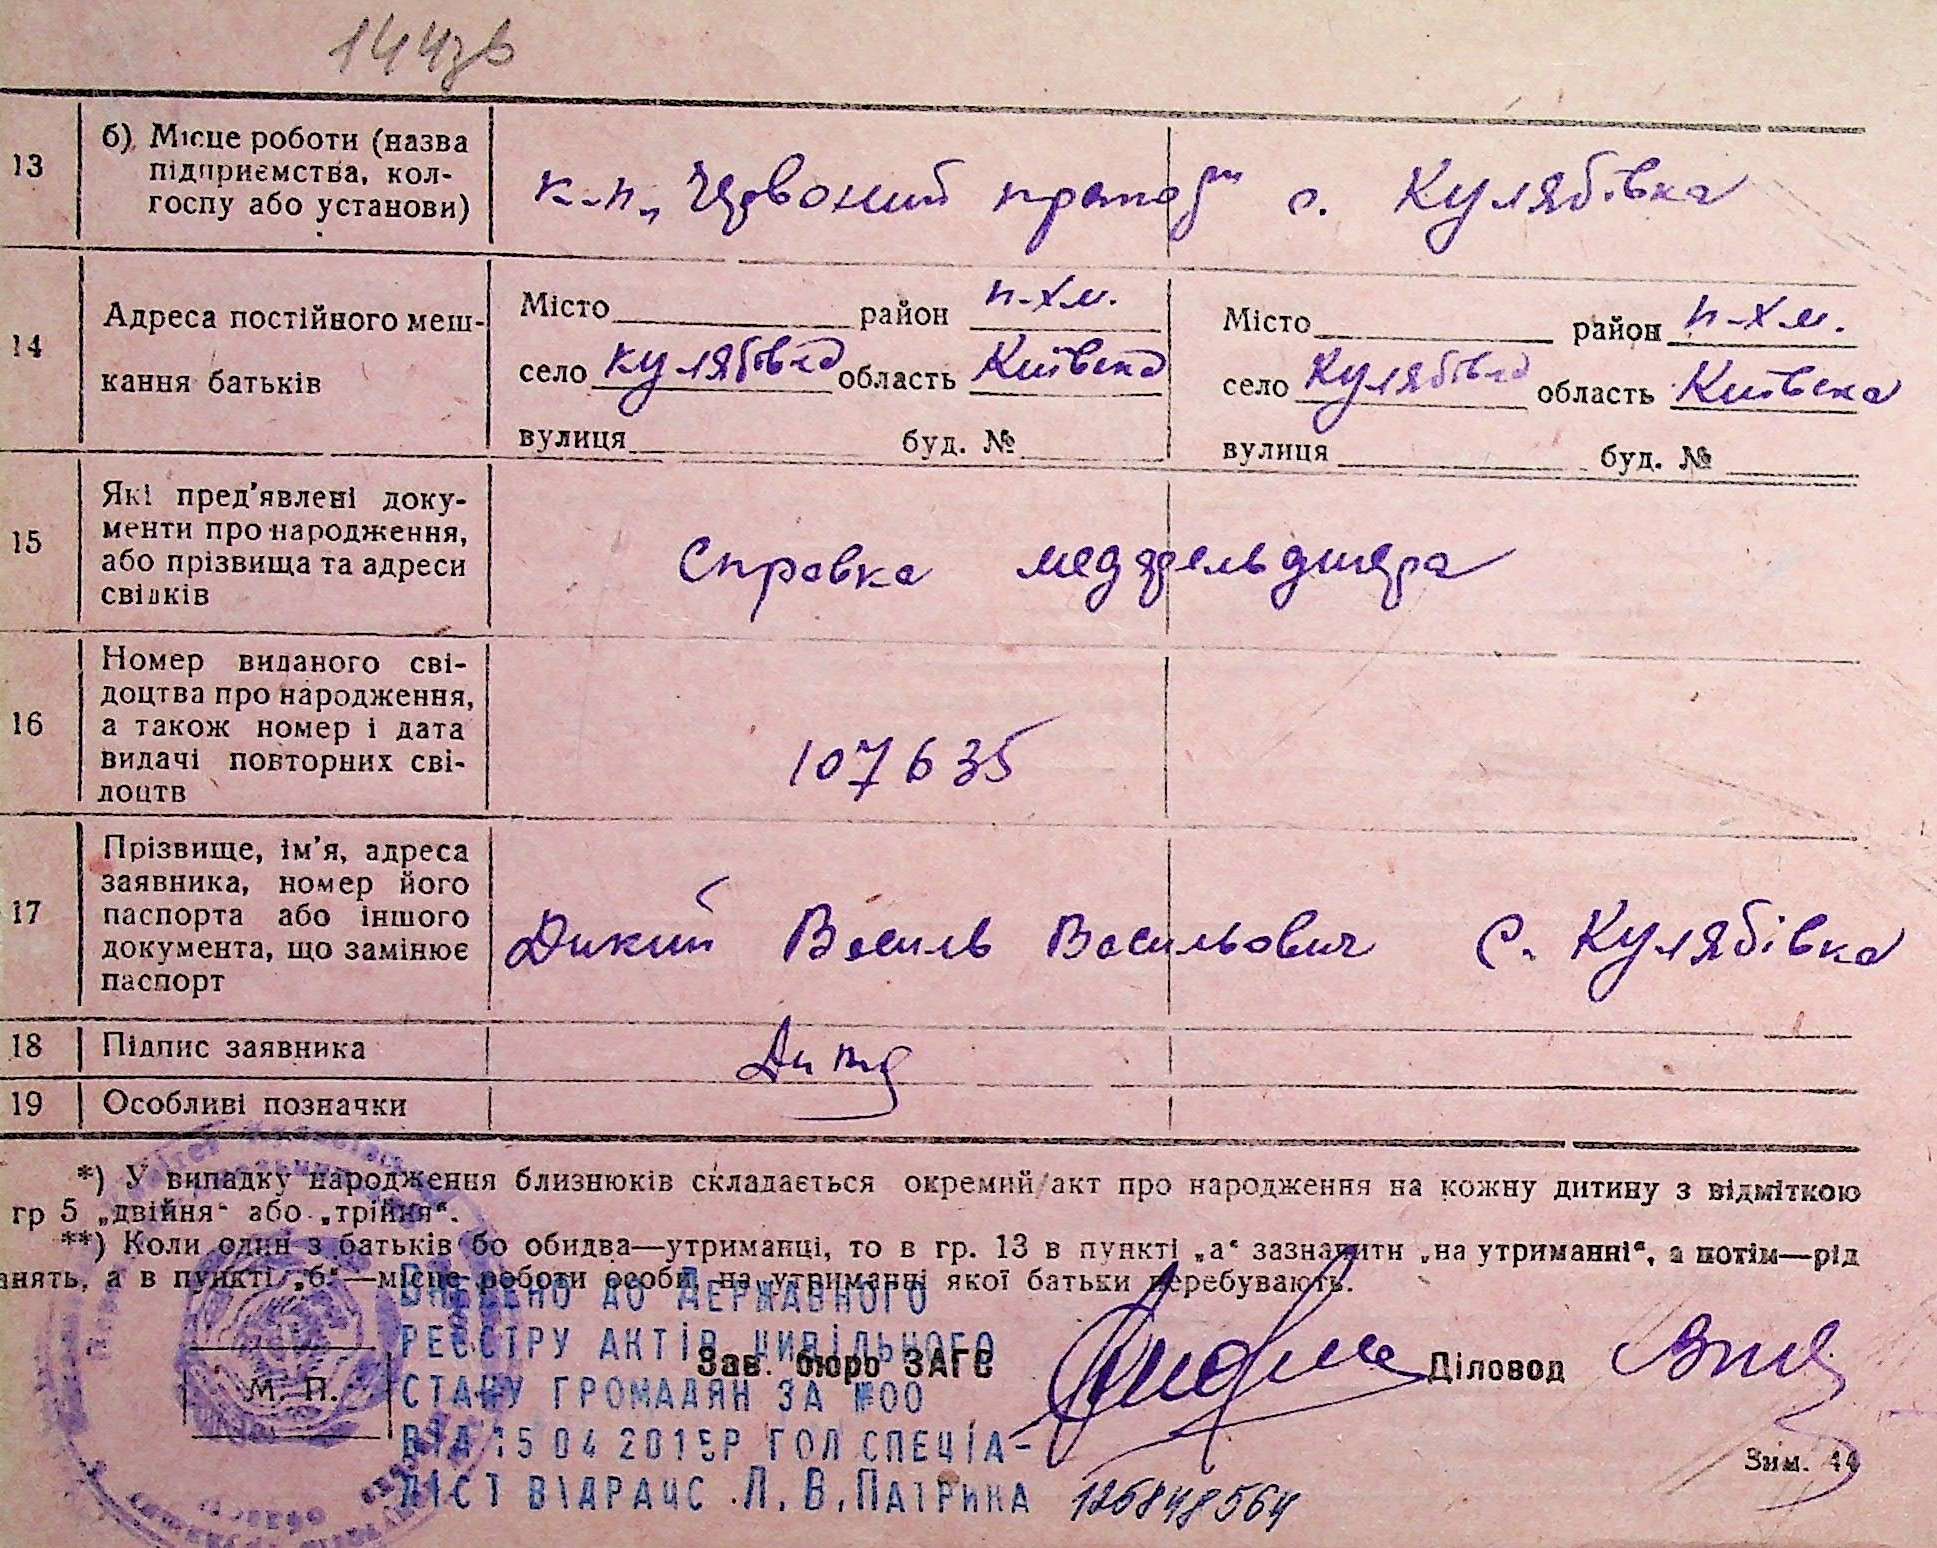 144зв
13 б) Місце роботи (назва
підприємства, кол-
госпу або установи)
к-п „Червоний прапор" с. Кулябівка
14 Адреса постійного меш-
кання батьків
Місто район п-хм.
село Кулябівка область Київська
вулиця буд. №
Місто район п-хм.
село Кулябівка область Київська
вулиця буд. №
15 Які пред'явлені доку-
менти про народження,
або прізвища та адреси
свідків
Справка медфельдшера
16 Номер виданого сві-
доцтва про народження,
а також номер і дата
видачі повторних сві-
доцтв
107635
17 Прізвище, ім'я, адреса
заявника, номер його
паспорта або іншого
документа, що замінює
паспорт
Дикий Василь Васильович с. Кулябівка
18 Підпис заявника
19 Особливі позначки
*) У випадку народження близнюків складається окремий акт про народження на кожну дитину з відміткою
гр 5 „двійня“ або „трійня“.
**) Коли один з батьків бо обидва—утриманці, то в гр. 13 в пункті „а“ зазначити „на утриманні“, а потім—рід
анять, а в пункті „б“—місце роботи особи, на утриманні якої батьки перебувають.
ВНЕСЕНО ДО ДЕРЖАВНОГО
РЕЄСТРУ АКТІВ ЦИВІЛЬНОГО
СТАНУ ГРОМАДЯН ЗА №00
ВІД 15 04 2015Р ГОЛ СПЕЦІА-
ЛІСТ ВІДРАЦС Л.В.ПАТРИКА
126848564
М. П.
Зав. бюро ЗАГС
Діловод
Зим. 44